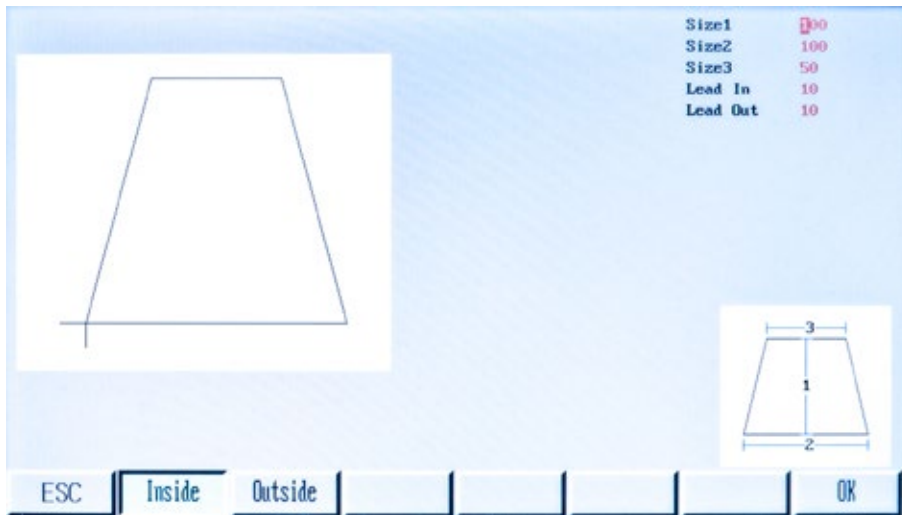 Size1 100
Size2 100
Size3 50
Lead In 10
Lead Out 10
3
1
2
ESC Inside Outside OK